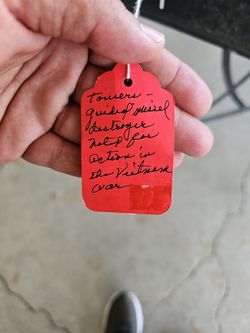 towers -
guided missel
destroyer
noted for
action in
the Vietnam
war